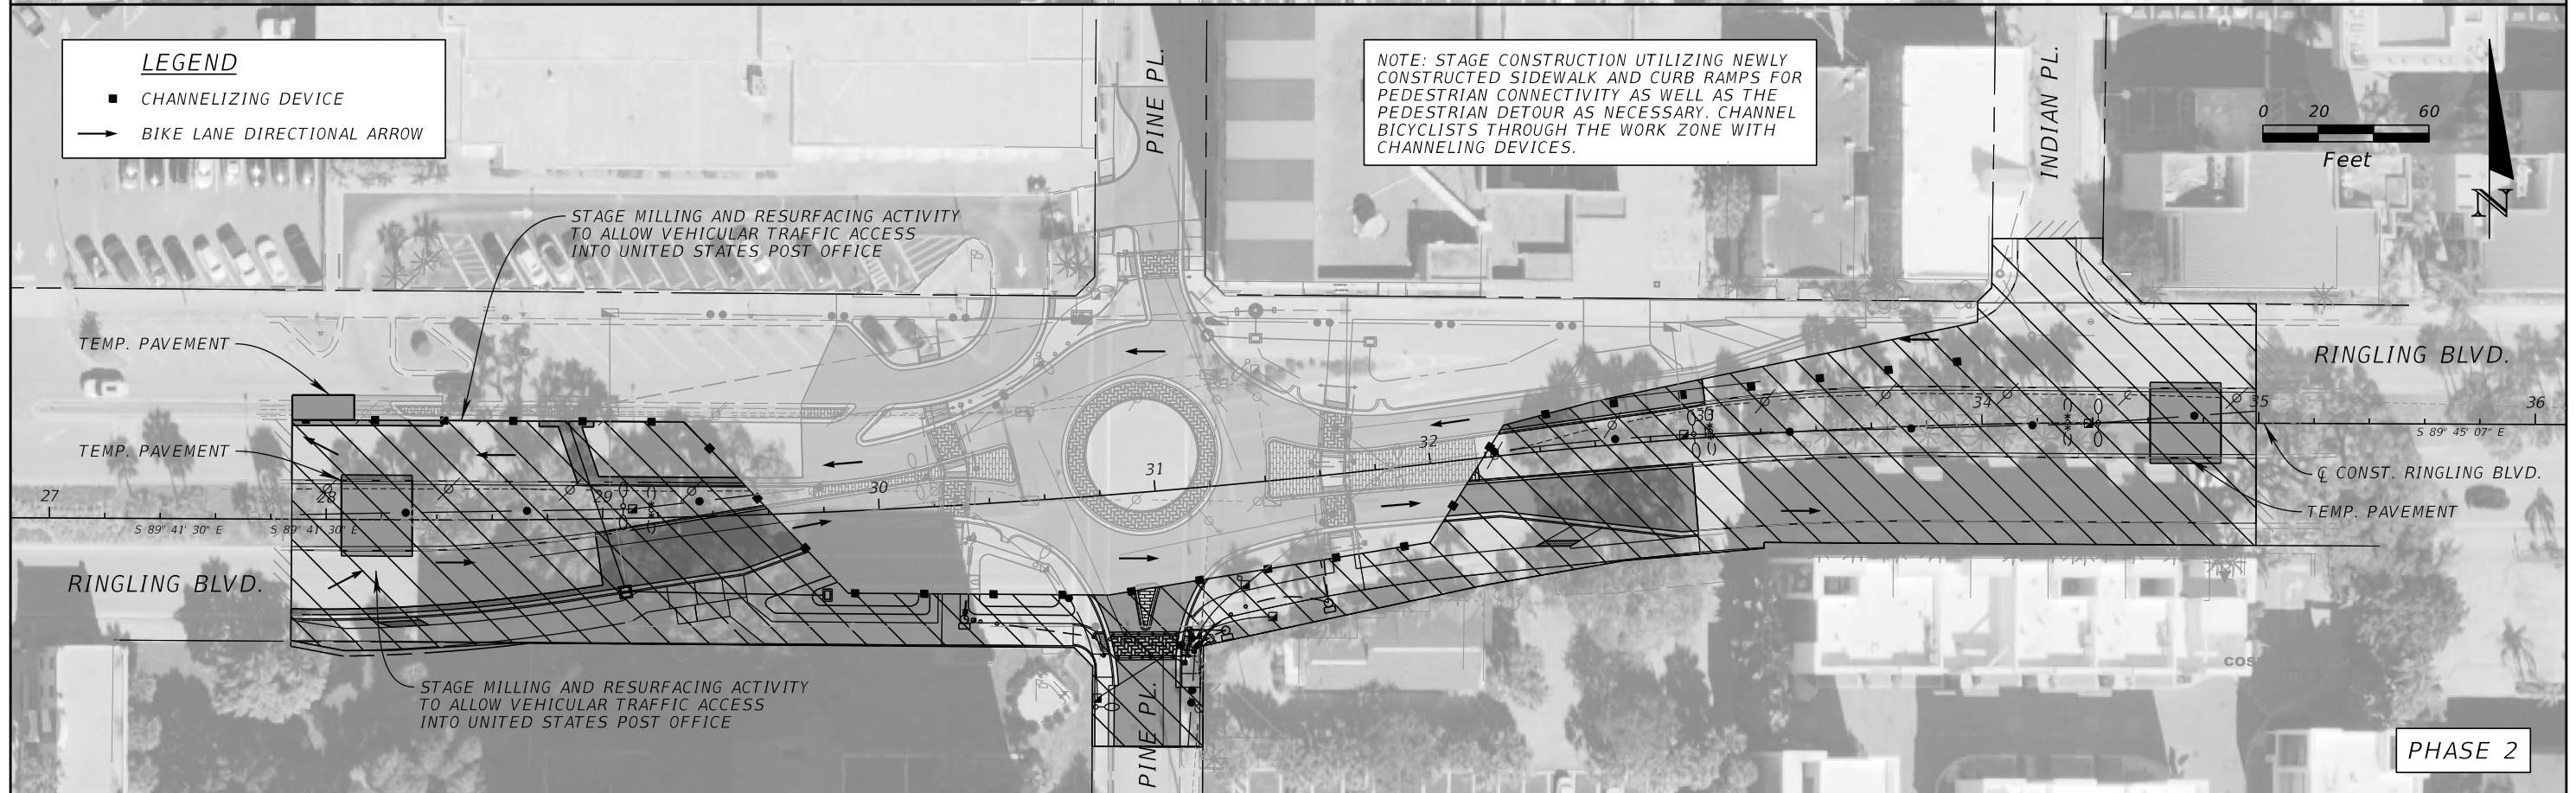 LEGEND
CHANNELIZING DEVICE
BIKE LANE DIRECTIONAL ARROW
PINE PL.
NOTE: STAGE CONSTRUCTION UTILIZING NEWLY
CONSTRUCTED SIDEWALK AND CURB RAMPS FOR
PEDESTRIAN CONNECTIVITY AS WELL AS THE
PEDESTRIAN DETOUR AS NECESSARY. CHANNEL
BICYCLISTS THROUGH THE WORK ZONE WITH
CHANNELING DEVICES.
INDIAN PL.
0 20 60
Feet
N
STAGE MILLING AND RESURFACING ACTIVITY
TO ALLOW VEHICULAR TRAFFIC ACCESS
INTO UNITED STATES POST OFFICE
TEMP. PAVEMENT
RINGLING BLVD.
TEMP. PAVEMENT
27
28
29
30
31
32
33
34
35
36
S 89° 41' 30" E
S 89° 41' 30" E
S 89° 45' 07" E
℄ CONST. RINGLING BLVD.
TEMP. PAVEMENT
RINGLING BLVD.
STAGE MILLING AND RESURFACING ACTIVITY
TO ALLOW VEHICULAR TRAFFIC ACCESS
INTO UNITED STATES POST OFFICE
PINE PL.
PHASE 2